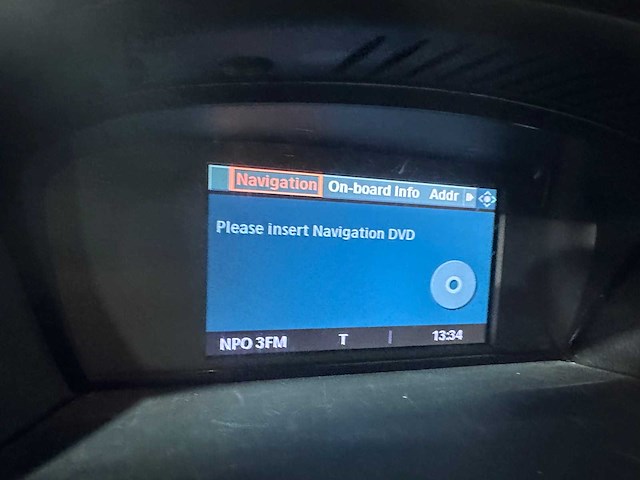 Navigation On-board Info Addr
Please insert Navigation DVD
NPO 3FM T 13:34